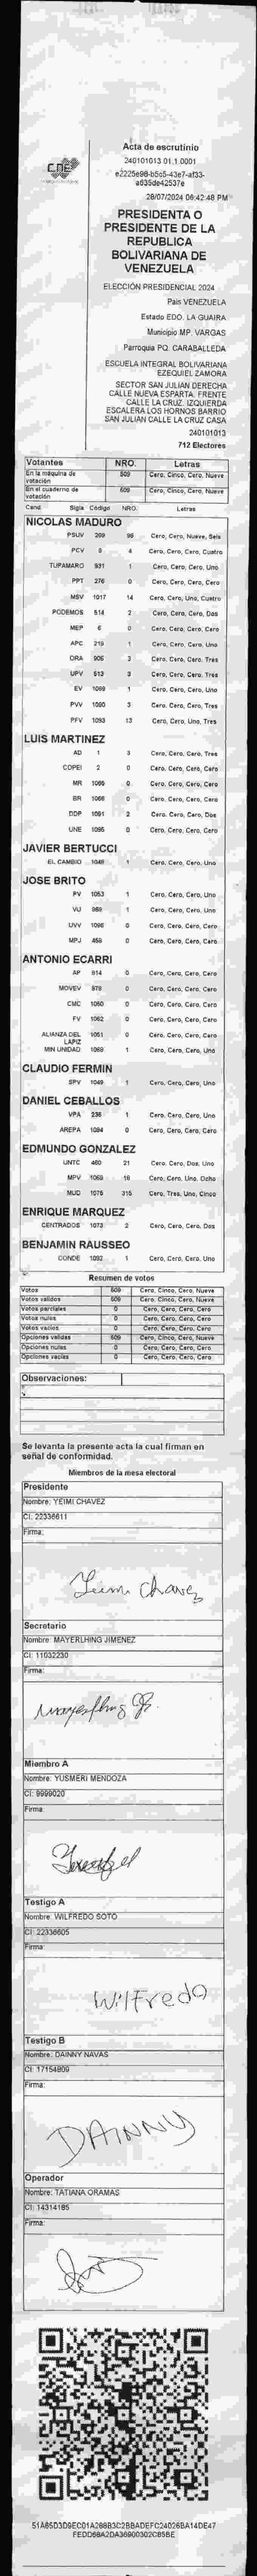 CNE
Acta de escrutinio
240101013.01.1.0001
e2225e98-b5c5-43e7-af33-
a635de42537e
28/07/2024 06:42:48 PM
PRESIDENTA O
PRESIDENTE DE LA
REPUBLICA
BOLIVARIANA DE
VENEZUELA
ELECCIÓN PRESIDENCIAL 2024
País VENEZUELA
Estado EDO. LA GUAIRA
Municipio MP. VARGAS
Parroquia PQ. CARABALLEDA
ESCUELA INTEGRAL BOLIVARIANA
EZEQUIEL ZAMORA
SECTOR SAN JULIAN DERECHA
CALLE NUEVA ESPARTA. FRENTE
CALLE LA CRUZ. IZQUIERDA
ESCALERA LOS HORNOS BARRIO
SAN JULIAN CALLE LA CRUZ CASA
240101013
712 Electores
Votantes NRO. Letras
En la máquina de votación 509 Cero, Cinco, Cero, Nueve
En el cuaderno de votación 509 Cero, Cinco, Cero, Nueve
Cand Sigla Código NRO. Letras
NICOLAS MADURO
PSUV 209 96 Cero, Cero, Nueve, Seis
PCV 8 4 Cero, Cero, Cero, Cuatro
TUPAMARO 931 1 Cero, Cero, Cero, Uno
PPT 276 0 Cero, Cero, Cero, Cero
MSV 1017 14 Cero, Cero, Uno, Cuatro
PODEMOS 514 2 Cero, Cero, Cero, Dos
MEP 6 0 Cero, Cero, Cero, Cero
APC 219 1 Cero, Cero, Cero, Uno
ORA 906 3 Cero, Cero, Cero, Tres
UPV 513 3 Cero, Cero, Cero, Tres
EV 1099 1 Cero, Cero, Cero, Uno
PVV 1090 3 Cero, Cero, Cero, Tres
PFV 1093 13 Cero, Cero, Uno, Tres
LUIS MARTINEZ
AD 1 3 Cero, Cero, Cero, Tres
COPEI 2 0 Cero, Cero, Cero, Cero
MR 1065 0 Cero, Cero, Cero, Cero
BR 1066 0 Cero, Cero, Cero, Cero
DDP 1091 2 Cero, Cero, Cero, Dos
UNE 1095 0 Cero, Cero, Cero, Cero
JAVIER BERTUCCI
EL CAMBIO 1048 1 Cero, Cero, Cero, Uno
JOSE BRITO
PV 1053 1 Cero, Cero, Cero, Uno
VU 989 1 Cero, Cero, Cero, Uno
UVV 1096 0 Cero, Cero, Cero, Cero
MPJ 456 0 Cero, Cero, Cero, Cero
ANTONIO ECARRI
AP 914 0 Cero, Cero, Cero, Cero
MOVEV 979 0 Cero, Cero, Cero, Cero
CMC 1050 0 Cero, Cero, Cero, Cero
FV 1062 0 Cero, Cero, Cero, Cero
ALIANZA DEL LAPIZ 1051 0 Cero, Cero, Cero, Cero
MIN UNIDAD 1069 1 Cero, Cero, Cero, Uno
CLAUDIO FERMIN
SPV 1049 1 Cero, Cero, Cero, Uno
DANIEL CEBALLOS
VPA 236 1 Cero, Cero, Cero, Uno
AREPA 1094 0 Cero, Cero, Cero, Cero
EDMUNDO GONZALEZ
UNTC 460 21 Cero, Cero, Dos, Uno
MPV 1063 18 Cero, Cero, Uno, Ocho
MUD 1075 315 Cero, Tres, Uno, Cinco
ENRIQUE MARQUEZ
CENTRADOS 1073 2 Cero, Cero, Cero, Dos
BENJAMIN RAUSSEO
CONDE 1092 1 Cero, Cero, Cero, Uno
Resumen de votos
Votos 509 Cero, Cinco, Cero, Nueve
Votos validos 509 Cero, Cinco, Cero, Nueve
Votos parciales 0 Cero, Cero, Cero, Cero
Votos nulos 0 Cero, Cero, Cero, Cero
Votos vacios 0 Cero, Cero, Cero, Cero
Opciones validas 509 Cero, Cinco, Cero, Nueve
Opciones nulas 0 Cero, Cero, Cero, Cero
Opciones vacias 0 Cero, Cero, Cero, Cero
Observaciones:
Se levanta la presente acta la cual firman en
señal de conformidad.
Miembros de la mesa electoral
Presidente
Nombre: YEIMI CHAVEZ
CI: 22336611
Firma:
Yeimi Chavez
Secretario
Nombre: MAYERLHING JIMENEZ
CI: 11032230
Firma:
Mayerlhing
Miembro A
Nombre: YUSMERI MENDOZA
CI: 9999020
Firma:
Testigo A
Nombre: WILFREDO SOTO
CI: 22336605
Firma:
Wilfredo
Testigo B
Nombre: DAINNY NAVAS
CI: 17154809
Firma:
DAINNY
Operador
Nombre: TATIANA ORAMAS
CI: 14314185
Firma:
51A65D3D9EC01A288B3C2BBADEFC24026BA14DE47
FEDD68A2DA36900302C85BE